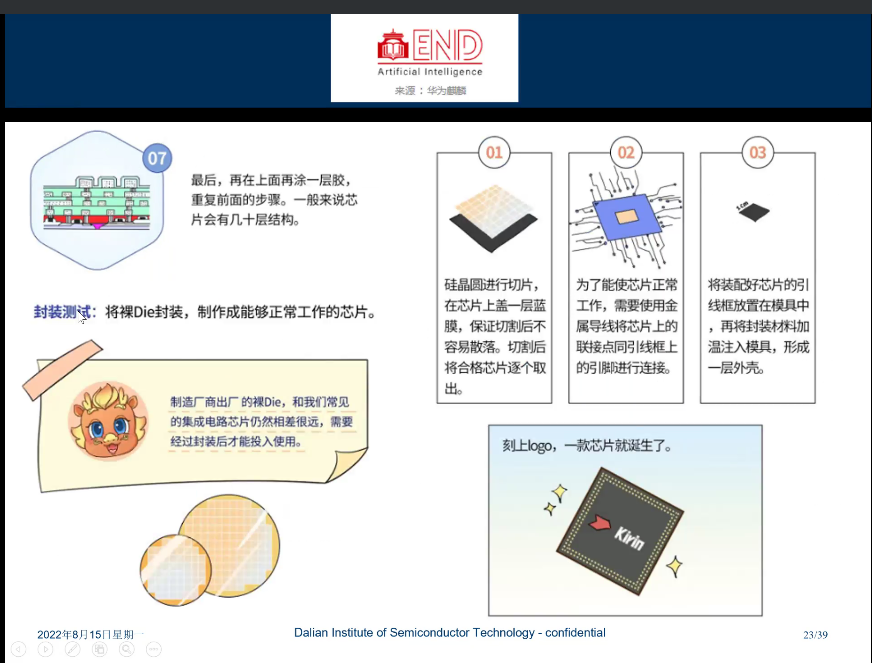 END
Artificial Intelligence
来源：华为麒麟
07
最后，再在上面再涂一层胶，
重复前面的步骤。一般来说芯
片会有几十层结构。
封装测试：将裸Die封装，制作成能够正常工作的芯片。
制造厂商出厂的裸Die，和我们常见
的集成电路芯片仍然相差很远，需要
经过封装后才能投入使用。
01
硅晶圆进行切片，
在芯片上盖一层蓝
膜，保证切割后不
容易散落。切割后
将合格芯片逐个取
出。
02
为了能使芯片正常
工作，需要使用金
属导线将芯片上的
联接点同引线框上
的引脚进行连接。
03
1cm
将装配好芯片的引
线框放置在模具中
，再将封装材料加
温注入模具，形成
一层外壳。
刻上logo，一款芯片就诞生了。
Kirin
2022年8月15日星期一
Dalian Institute of Semiconductor Technology - confidential
23/39